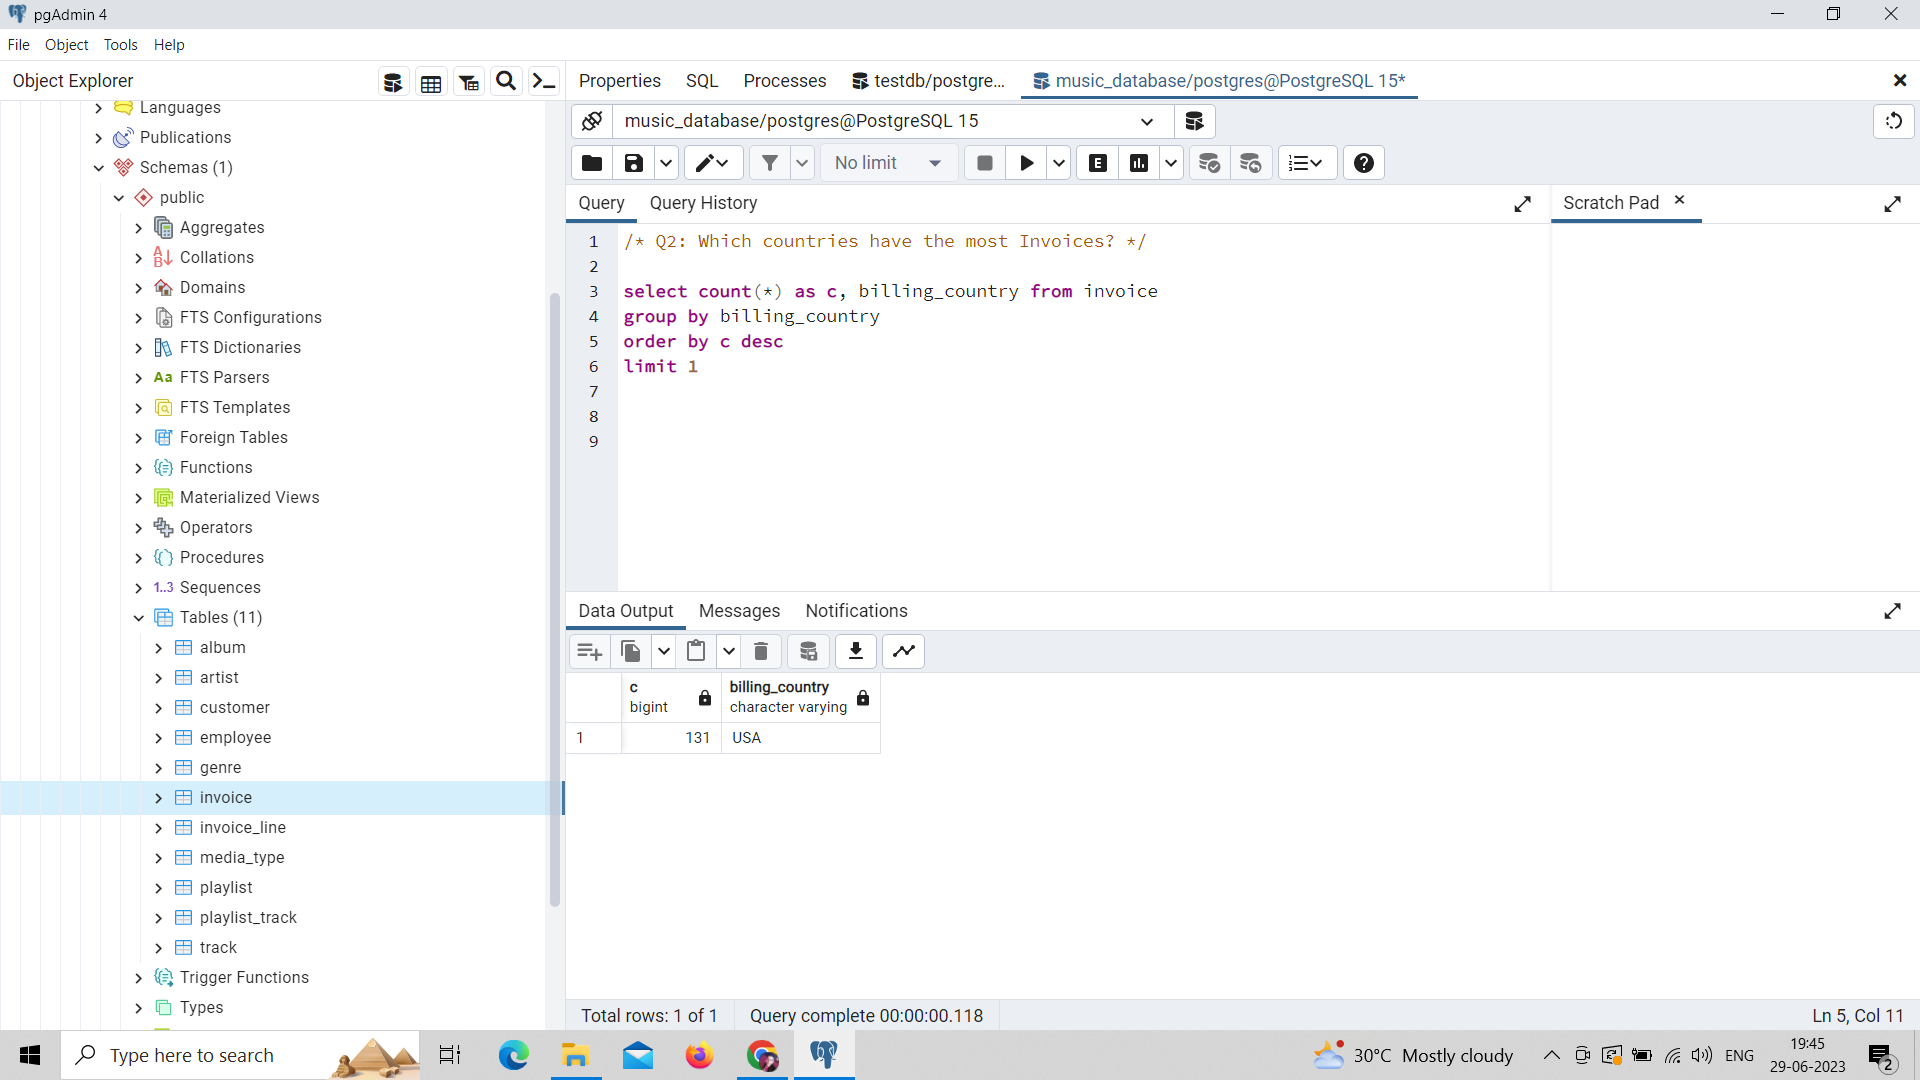 pgAdmin 4
File Object Tools Help
Object Explorer
Properties SQL Processes testdb/postgre... music_database/postgres@PostgreSQL 15*
Languages
Publications
Schemas (1)
public
Aggregates
Collations
Domains
FTS Configurations
FTS Dictionaries
Aa FTS Parsers
FTS Templates
Foreign Tables
Functions
Materialized Views
Operators
Procedures
1..3 Sequences
Tables (11)
album
artist
customer
employee
genre
invoice
invoice_line
media_type
playlist
playlist_track
track
Trigger Functions
Types
music_database/postgres@PostgreSQL 15
No limit
E
Query Query History
Scratch Pad
1 /* Q2: Which countries have the most Invoices? */
2
3 select count(*) as c, billing_country from invoice
4 group by billing_country
5 order by c desc
6 limit 1
7
8
9
Data Output Messages Notifications
c billing_country
bigint character varying
1 131 USA
Total rows: 1 of 1 Query complete 00:00:00.118 Ln 5, Col 11
Type here to search
30°C Mostly cloudy
ENG
19:45
29-06-2023
2